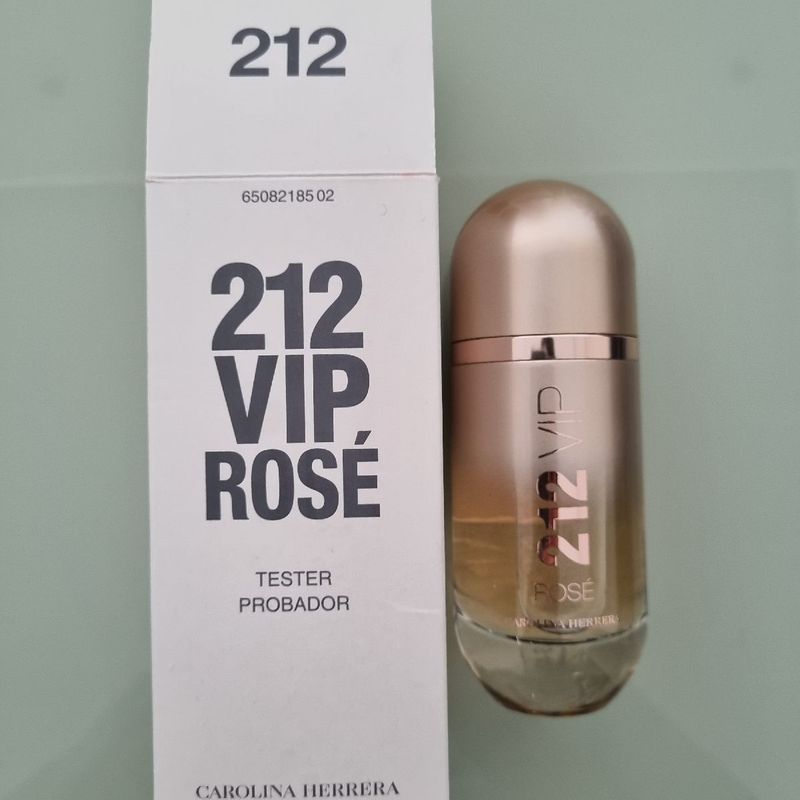 212
6508218502
212
VIP
ROSÉ
TESTER
PROBADOR
CAROLINA HERRERA
212 VIP
ROSÉ
CAROLINA HERRERA